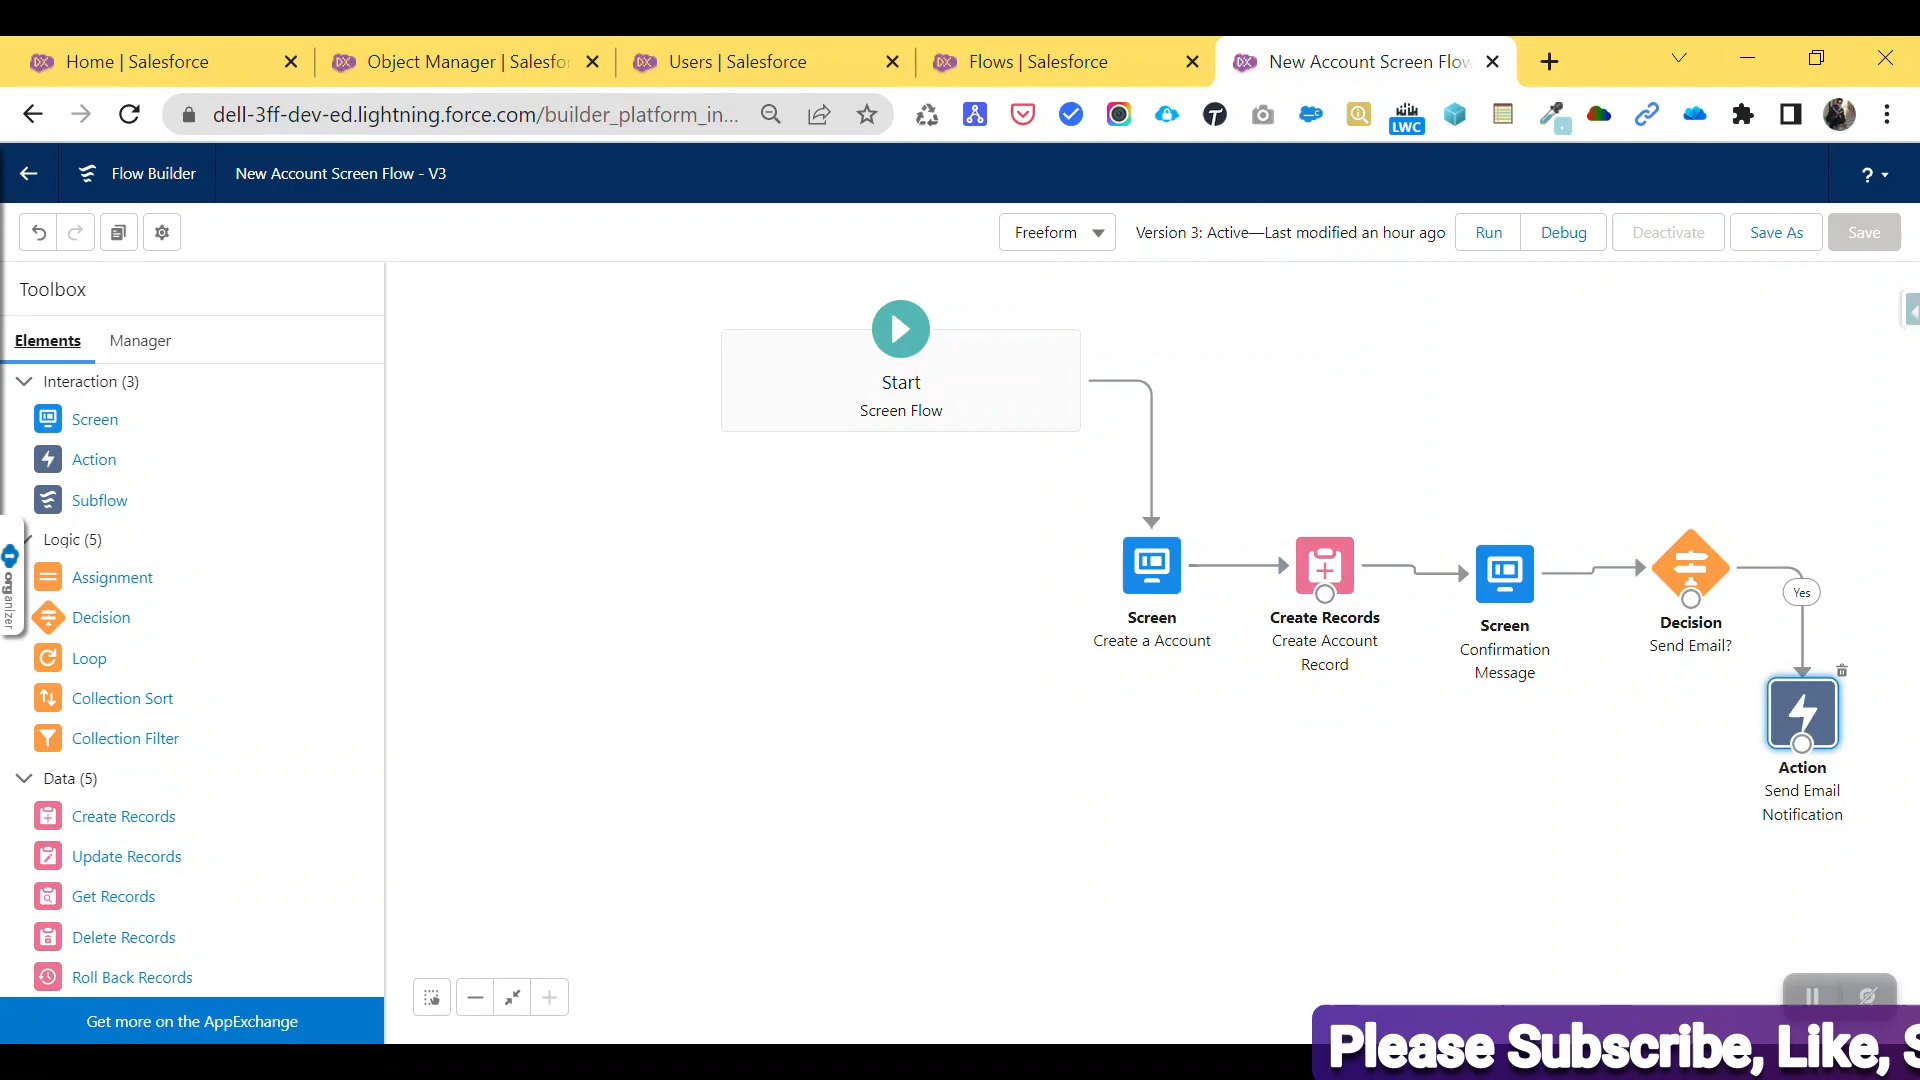 Home | Salesforce
Object Manager | Salesfor
Users | Salesforce
Flows | Salesforce
New Account Screen Flow
dell-3ff-dev-ed.lightning.force.com/builder_platform_in...
LWC
Flow Builder
New Account Screen Flow - V3
?
Freeform
Version 3: Active—Last modified an hour ago
Run
Debug
Deactivate
Save As
Save
Toolbox
Elements
Manager
Interaction (3)
Screen
Action
Subflow
Logic (5)
Assignment
Decision
Loop
Collection Sort
Collection Filter
Data (5)
Create Records
Update Records
Get Records
Delete Records
Roll Back Records
Get more on the AppExchange
organizer
Start
Screen Flow
Screen
Create a Account
Create Records
Create Account
Record
Screen
Confirmation
Message
Decision
Send Email?
Yes
Action
Send Email
Notification
Please Subscribe, Like, S